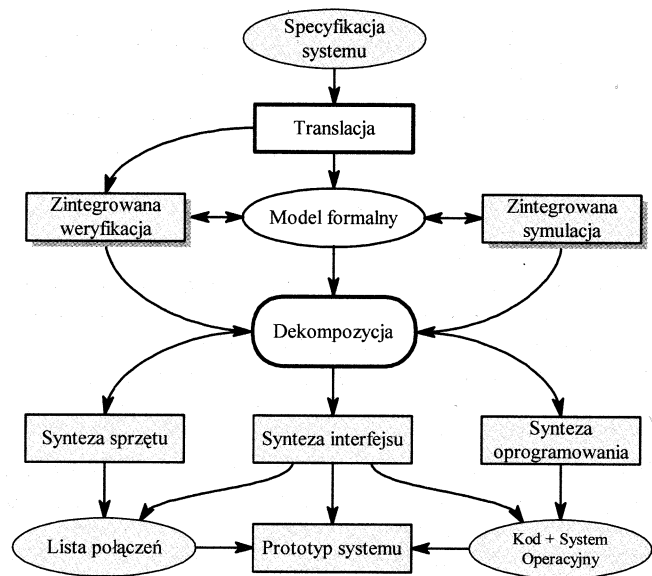 Specyfikacja
systemu
Translacja
Zintegrowana
weryfikacja
Model formalny
Zintegrowana
symulacja
Dekompozycja
Synteza sprzętu
Synteza interfejsu
Synteza
oprogramowania
Lista połączeń
Prototyp systemu
Kod + System
Operacyjny